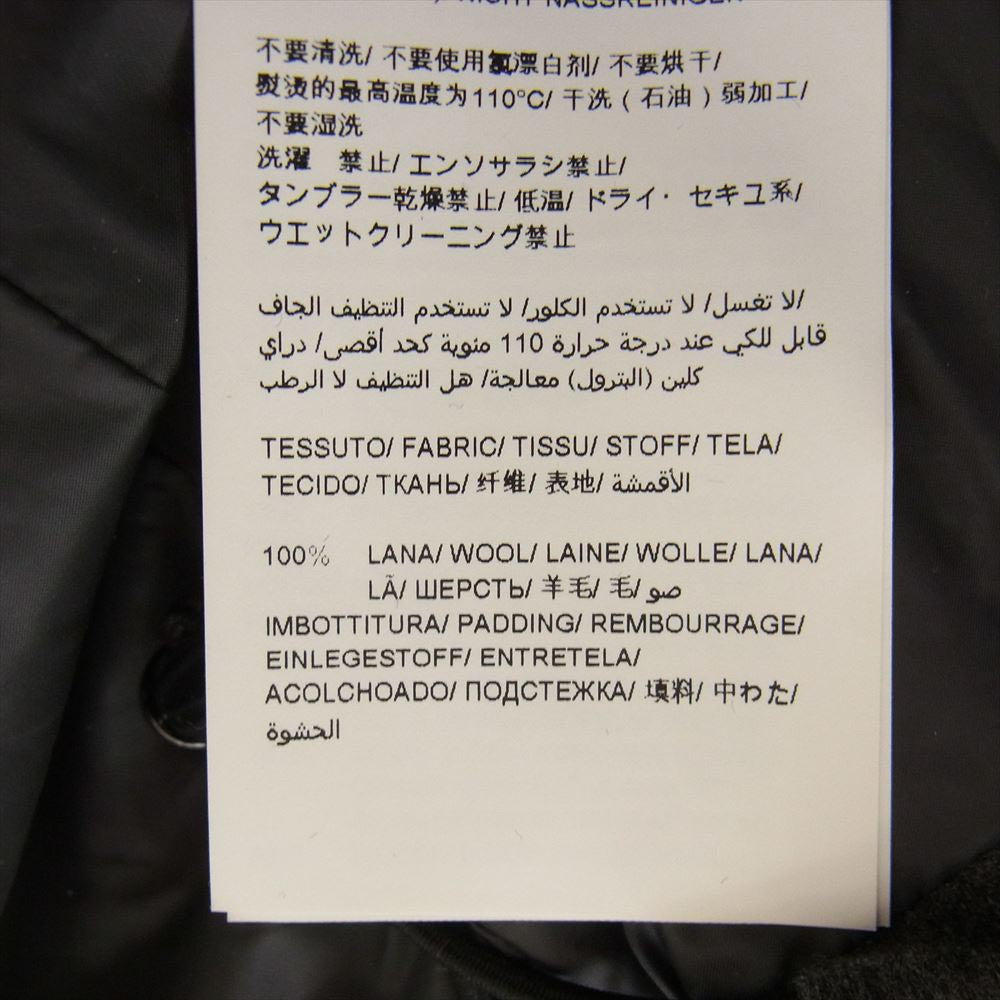 NICHT NASSREINIGEN
不要清洗/ 不要使用氯漂白剂/ 不要烘干/
熨烫的最高温度为110°C/ 干洗 ( 石油 ) 弱加工/
不要湿洗
洗濯 禁止/ エンソサラシ禁止/
タンブラー乾燥禁止/ 低温/ ドライ・ セキユ系/
ウエットクリーニング禁止
لا تغسل/ لا تستخدم الكلور/ لا تستخدم التنظيف الجاف/
قابل للكي عند درجة حرارة 110 مئوية كحد أقصى/ دراي
كلين (البترول) معالجة/ هل التنظيف لا الرطب
TESSUTO/ FABRIC/ TISSU/ STOFF/ TELA/
TECIDO/ ТКАНЬ/ 纤维/ 表地/ الأقمشة
100% LANA/ WOOL/ LAINE/ WOLLE/ LANA/
LÃ/ ШЕРСТЬ/ 羊毛/ 毛/ صو
IMBOTTITURA/ PADDING/ REMBOURRAGE/
EINLEGESTOFF/ ENTRETELA/
ACOLCHOADO/ ПОДСТЕЖКА/ 填料/ 中わた/
الحشوة